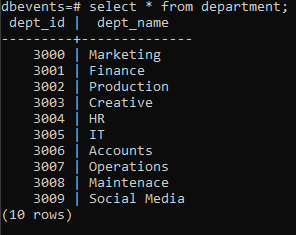 dbevents=# select * from department;
dept_id | dept_name
---------+--------------
3000 | Marketing
3001 | Finance
3002 | Production
3003 | Creative
3004 | HR
3005 | IT
3006 | Accounts
3007 | Operations
3008 | Maintenace
3009 | Social Media
(10 rows)